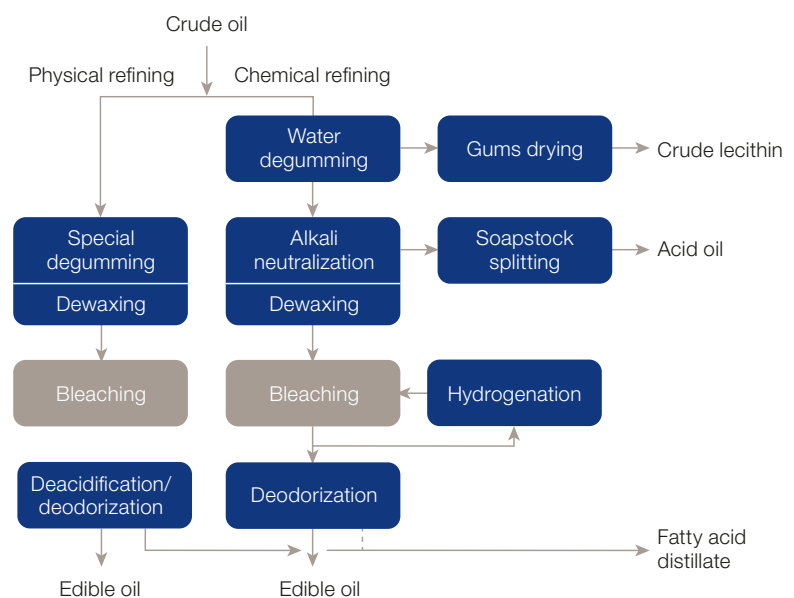 Crude oil
Physical refining
Chemical refining
Water
degumming
Gums drying
Crude lecithin
Special
degumming
Dewaxing
Alkali
neutralization
Dewaxing
Soapstock
splitting
Acid oil
Bleaching
Bleaching
Hydrogenation
Deacidification/
deodorization
Deodorization
Fatty acid
distillate
Edible oil
Edible oil